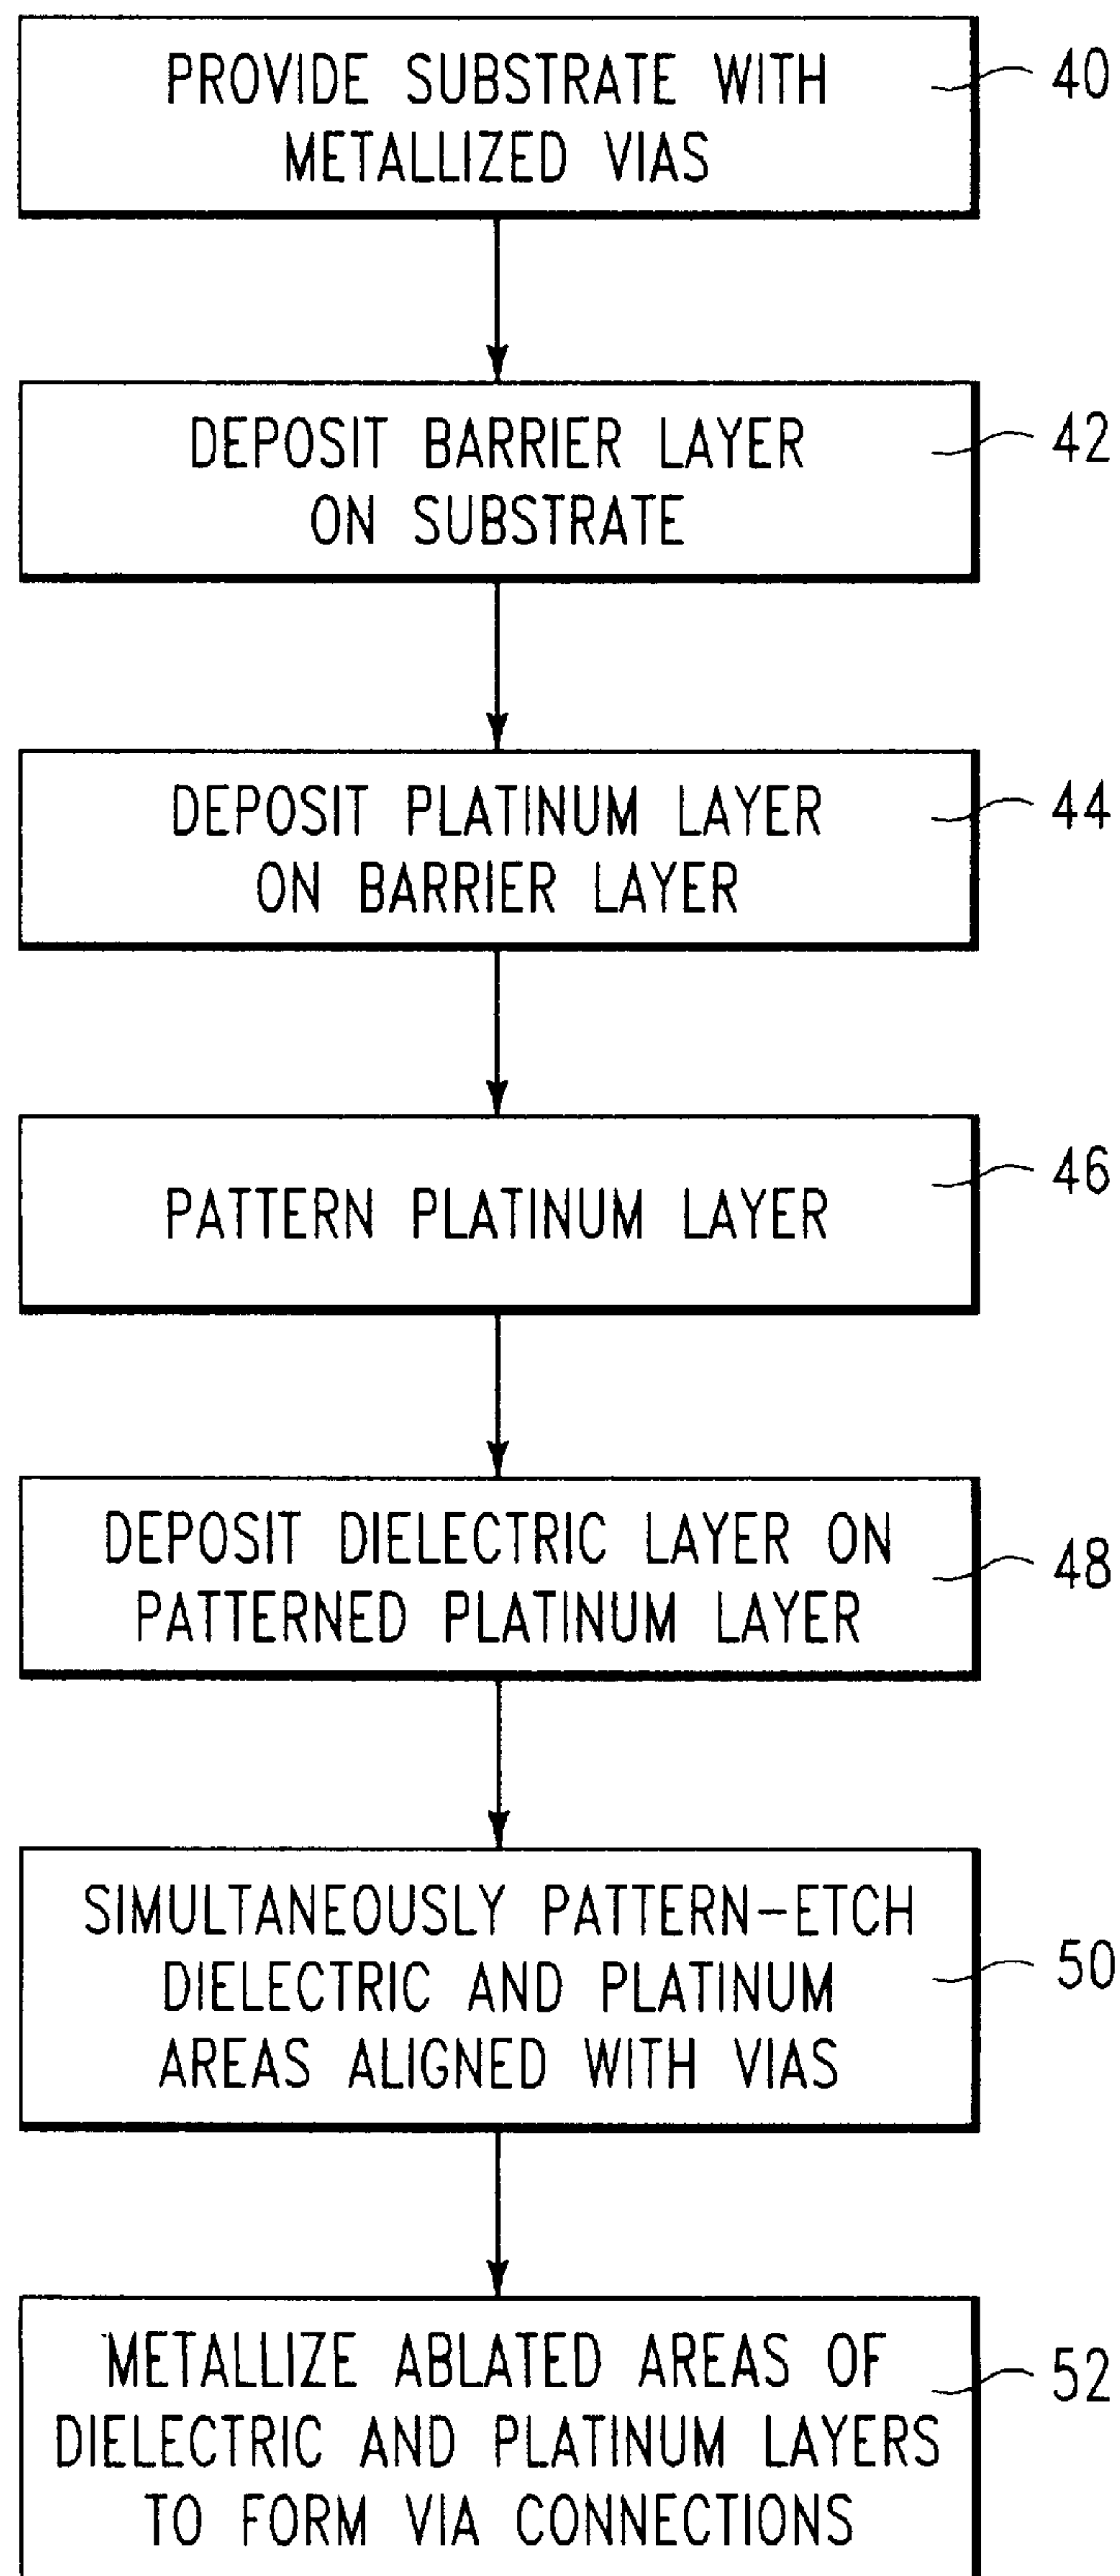 PROVIDE SUBSTRATE WITH
METALLIZED VIAS
40
DEPOSIT BARRIER LAYER
ON SUBSTRATE
42
DEPOSIT PLATINUM LAYER
ON BARRIER LAYER
44
PATTERN PLATINUM LAYER
46
DEPOSIT DIELECTRIC LAYER ON
PATTERNED PLATINUM LAYER
48
SIMULTANEOUSLY PATTERN-ETCH
DIELECTRIC AND PLATINUM
AREAS ALIGNED WITH VIAS
50
METALLIZE ABLATED AREAS OF
DIELECTRIC AND PLATINUM LAYERS
TO FORM VIA CONNECTIONS
52